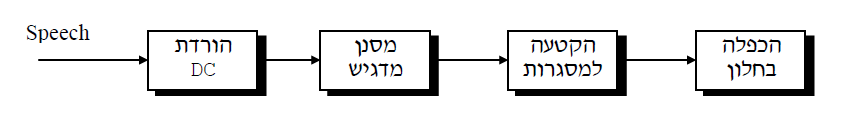 Speech
הורדת
DC
מסנן
מדגיש
הקטעה
למסגרות
הכפלה
בחלון